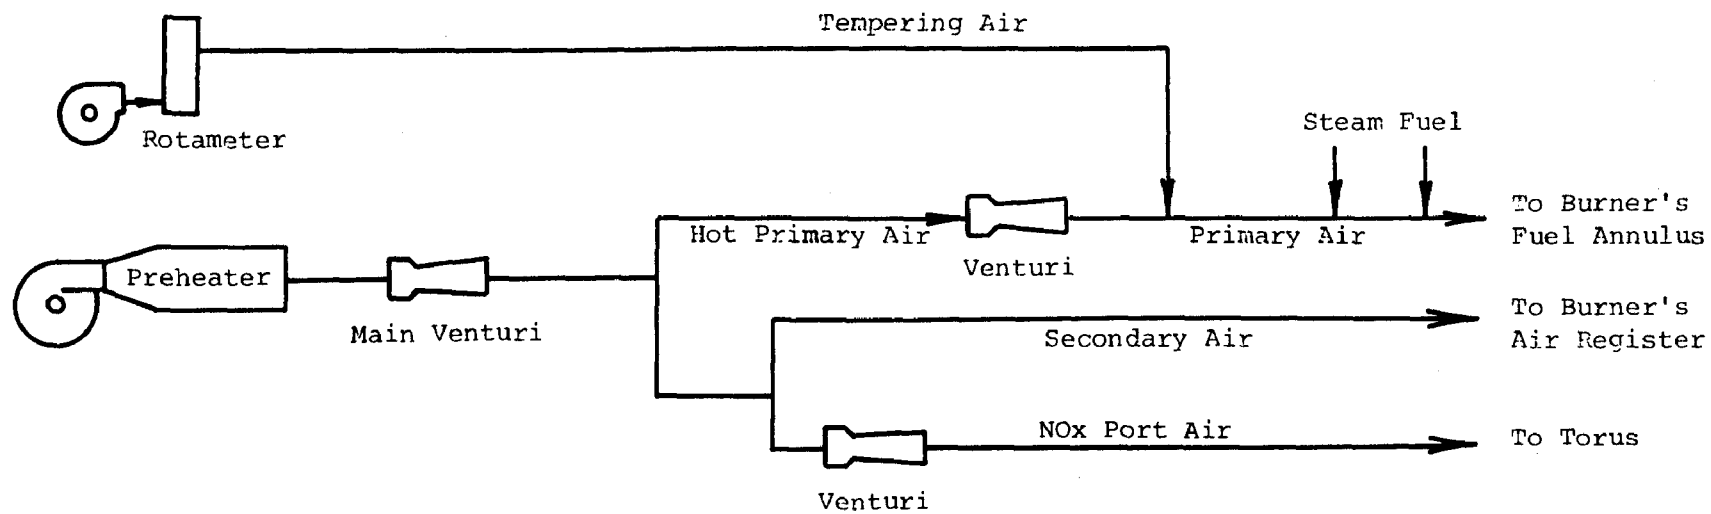 Tempering Air
Rotameter
Steam Fuel
Hot Primary Air
Venturi
Primary Air
To Burner's
Fuel Annulus
Preheater
Main Venturi
Secondary Air
To Burner's
Air Register
NOx Port Air
Venturi
To Torus